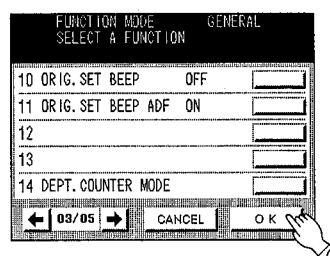 FUNCTION MODE GENERAL
SELECT A FUNCTION
10 ORIG. SET BEEP OFF
11 ORIG. SET BEEP ADF ON
12
13
14 DEPT. COUNTER MODE
03/05 CANCEL OK